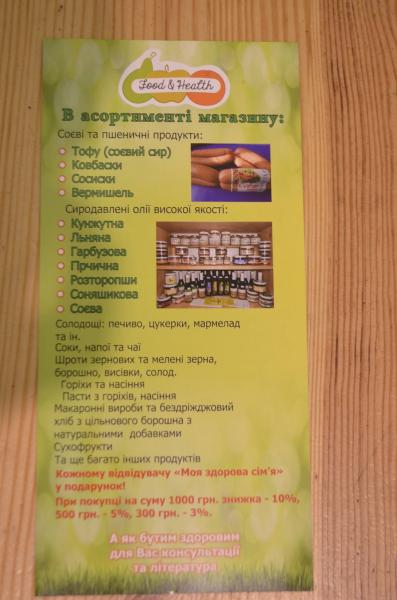 Food & Health
В асортименті магазину:
Соєві та пшеничні продукти:
Тофу (соєвий сир)
Ковбаски
Сосиски
Вермишель
Сиродавлені олії високої якості:
Кунжутна
Льняна
Гарбузова
Гірчична
Розторопши
Соняшикова
Соєва
Солодощі: печиво, цукерки, мармелад
та ін.
Соки, напої та чаї
Шроти зернових та мелені зерна,
борошно, висівки, солод.
Горіхи та насіння
Пасти з горіхів, насіння
Макаронні вироби та бездріжджовий
хліб з цільнового борошна з
натуральними добавками
Сухофрукти
Та ще багато інших продуктів
Кожному відвідувачу «Моя здорова сім'я»
у подарунок!
При покупці на суму 1000 грн. знижка - 10%,
500 грн. - 5%, 300 грн. - 3%.
А як бутим здоровим
для Вас консультації
та література